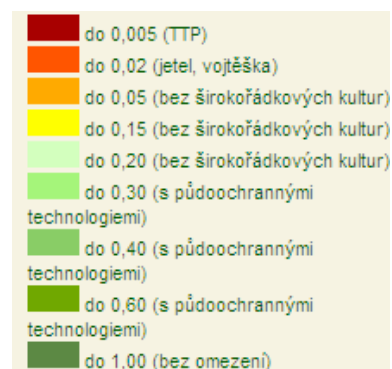 do 0,005 (TTP)
do 0,02 (jetel, vojtěška)
do 0,05 (bez širokořádkových kultur)
do 0,15 (bez širokořádkových kultur)
do 0,20 (bez širokořádkových kultur)
do 0,30 (s půdoochrannými
technologiemi)
do 0,40 (s půdoochrannými
technologiemi)
do 0,60 (s půdoochrannými
technologiemi)
do 1,00 (bez omezení)